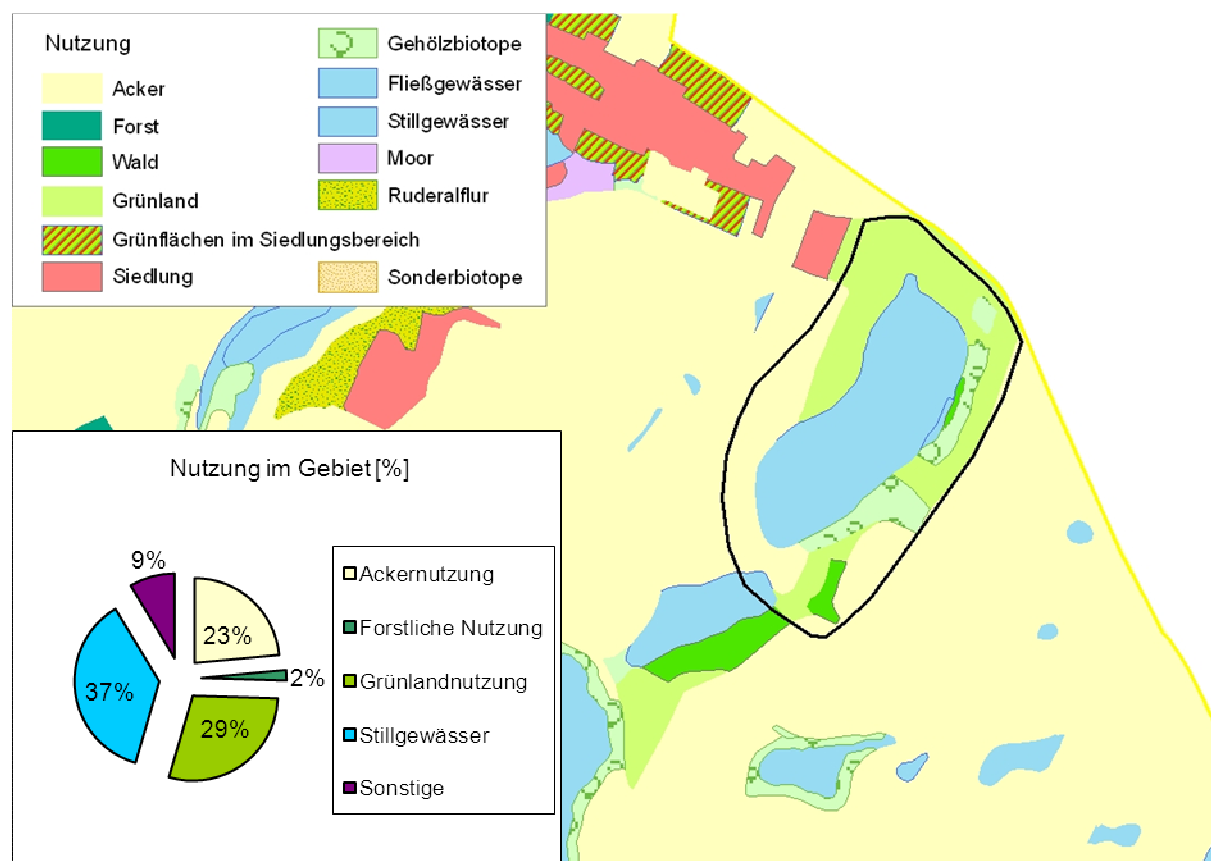 Nutzung
Acker
Forst
Wald
Grünland
Grünflächen im Siedlungsbereich
Siedlung
Gehölzbiotope
Fließgewässer
Stillgewässer
Moor
Ruderalflur
Sonderbiotope
Nutzung im Gebiet [%]
9%
23%
2%
37%
29%
Ackernutzung
Forstliche Nutzung
Grünlandnutzung
Stillgewässer
Sonstige